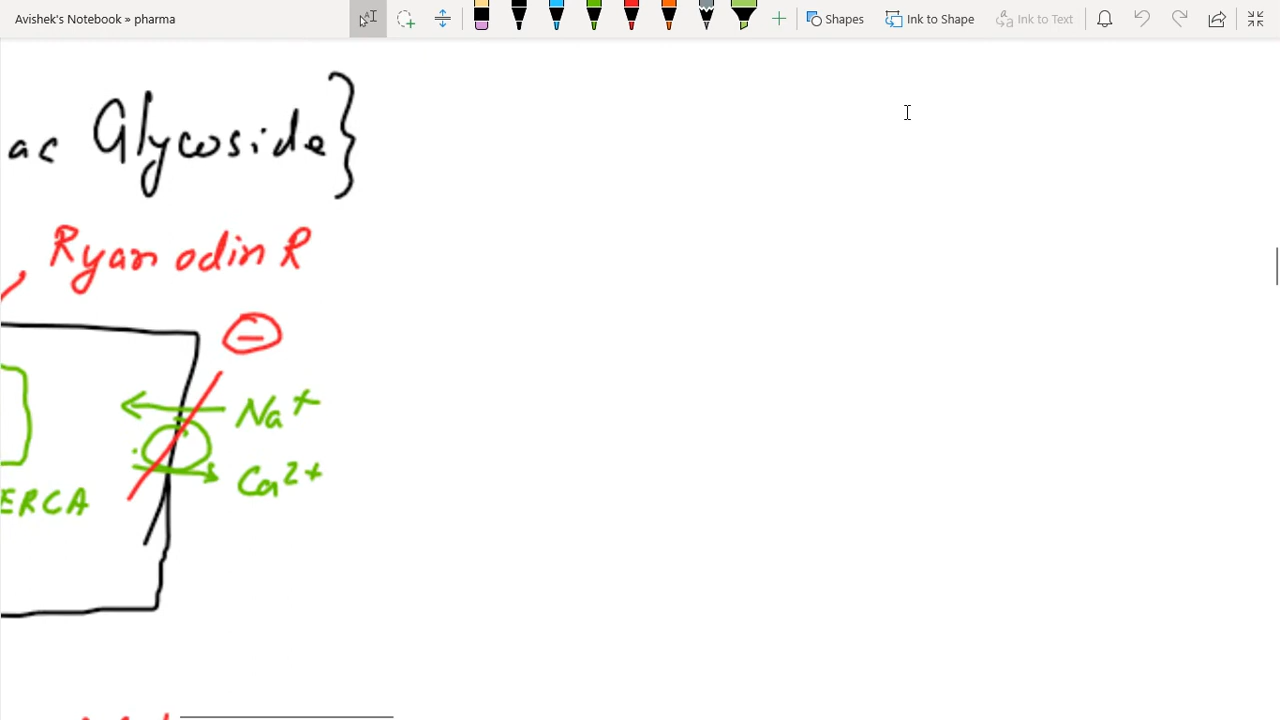 Avishek's Notebook » pharma
Shapes
Ink to Shape
Ink to Text
ac Glycoside}
Ryanodin R
Na+
Ca2+
ERCA